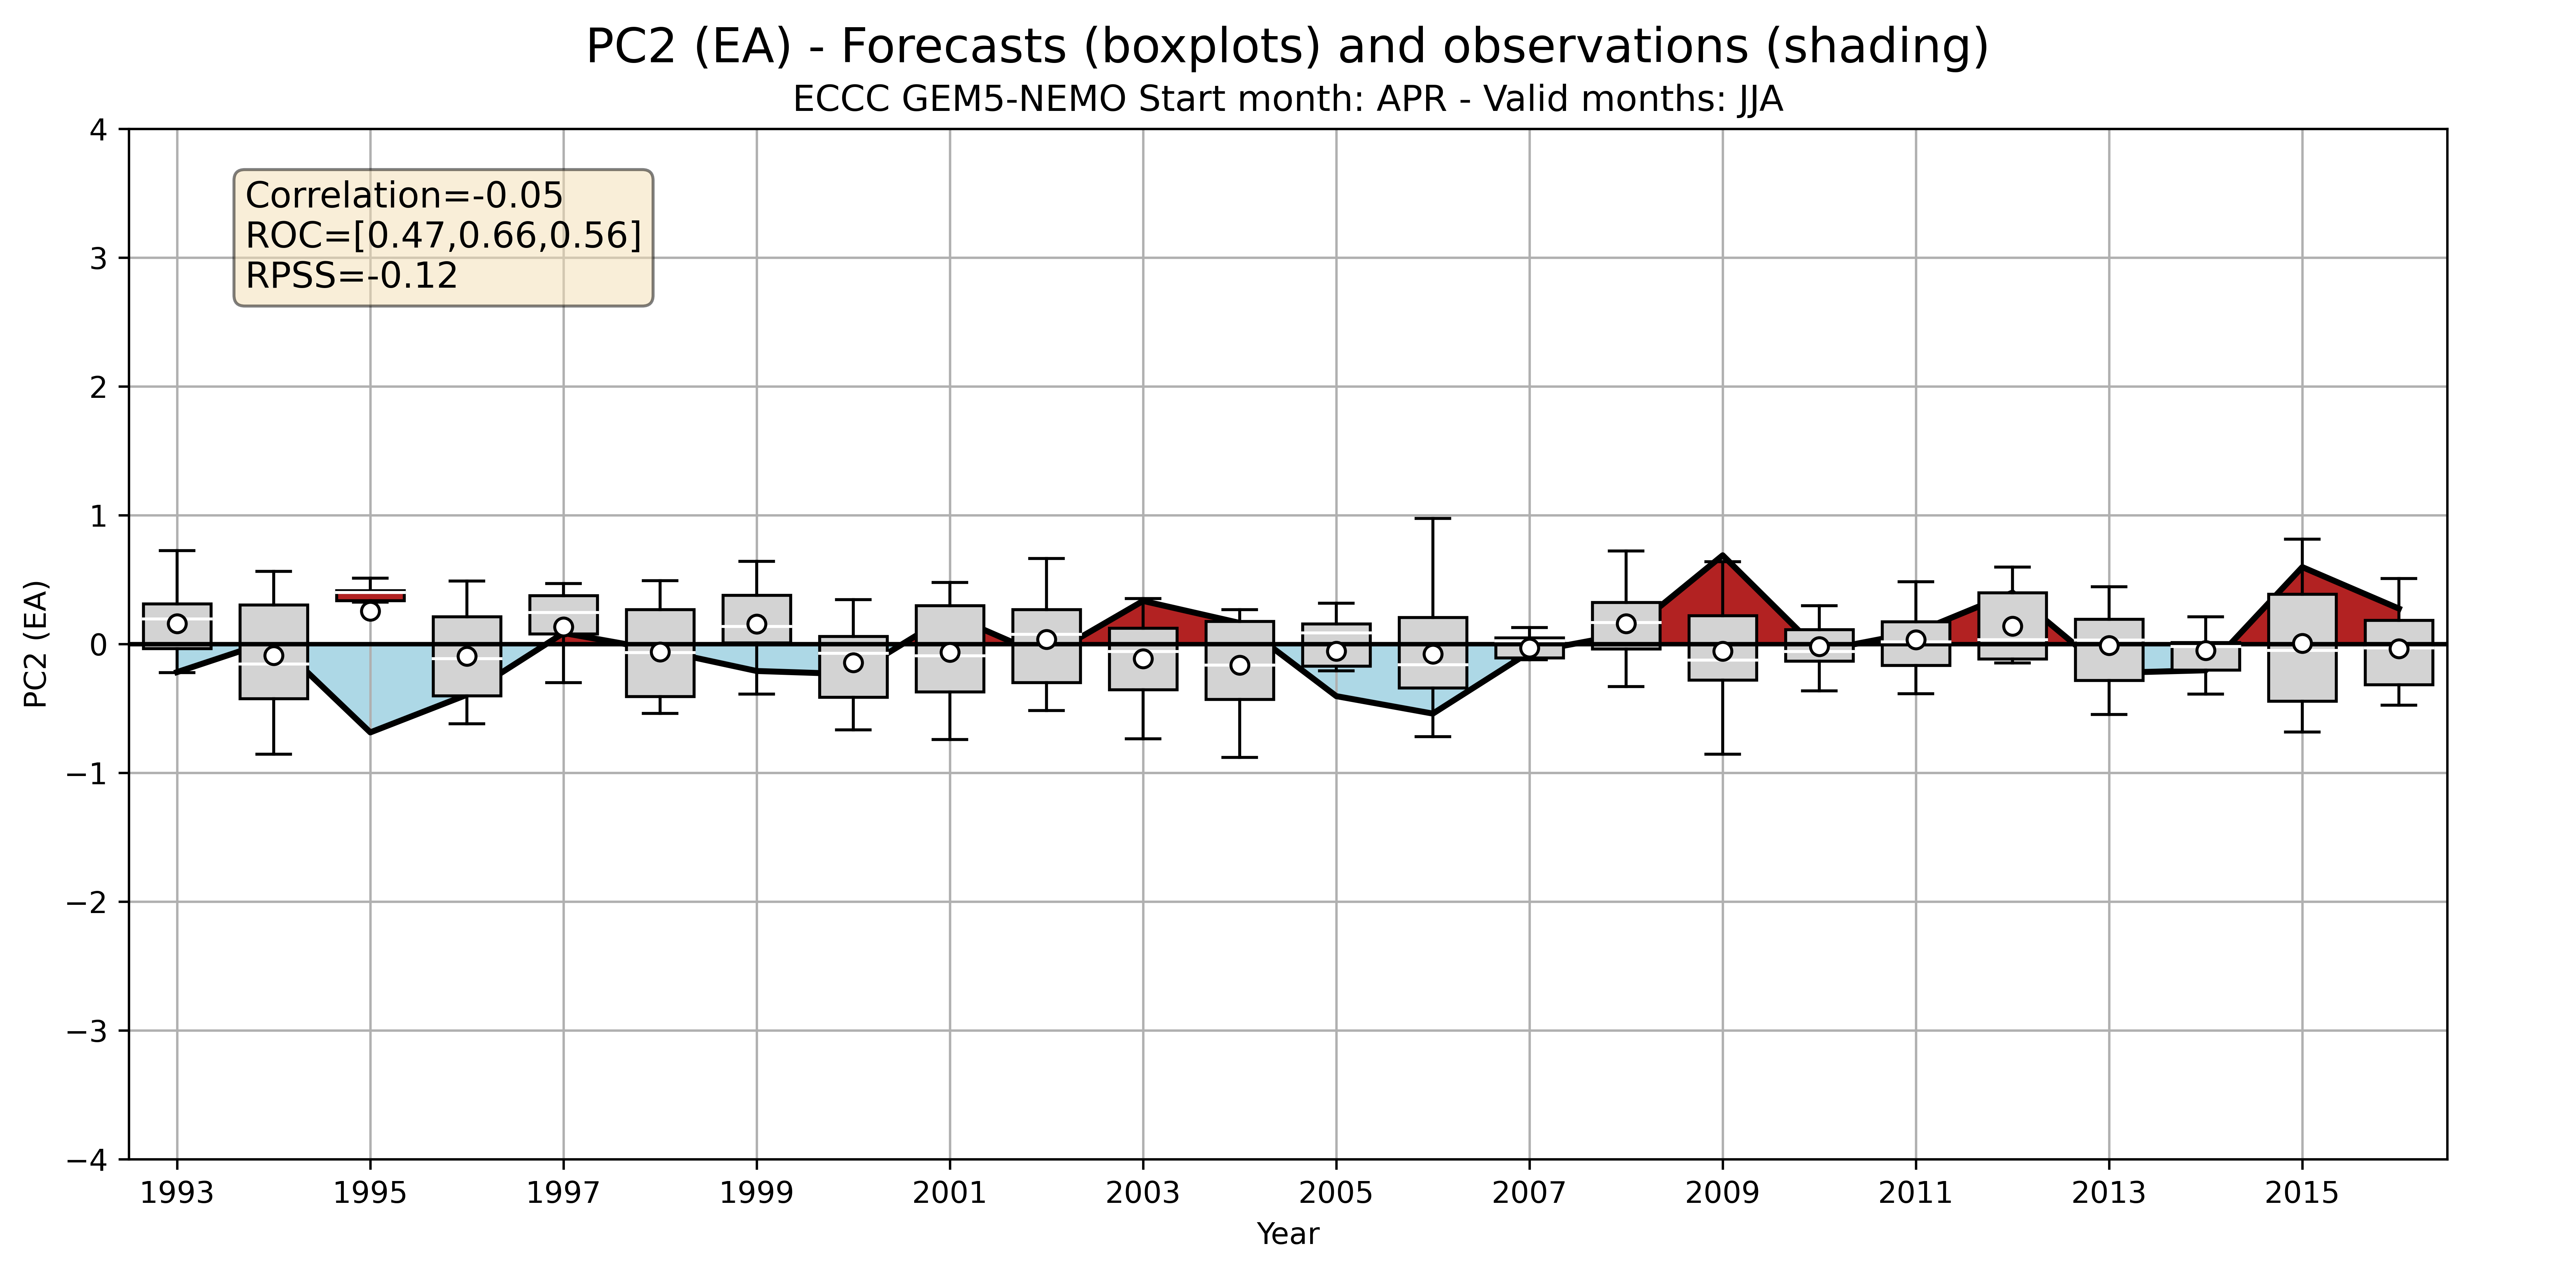 PC2 (EA) - Forecasts (boxplots) and observations (shading)
ECCC GEM5-NEMO Start month: APR - Valid months: JJA
Correlation=-0.05
ROC=[0.47,0.66,0.56]
RPSS=-0.12
PC2 (EA)
4
3
2
1
0
−1
−2
−3
−4
1993 1995 1997 1999 2001 2003 2005 2007 2009 2011 2013 2015
Year